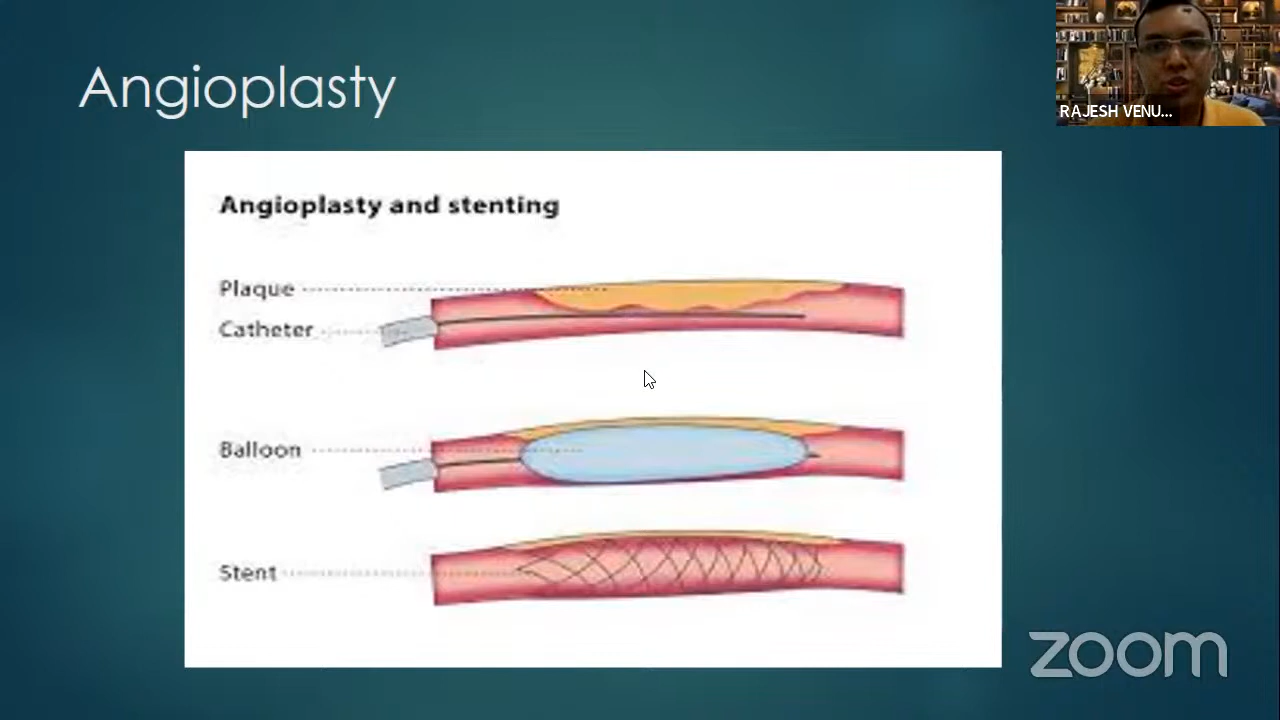 Angioplasty
RAJESH VENU...
Angioplasty and stenting
Plaque
Catheter
Balloon
Stent
zoom